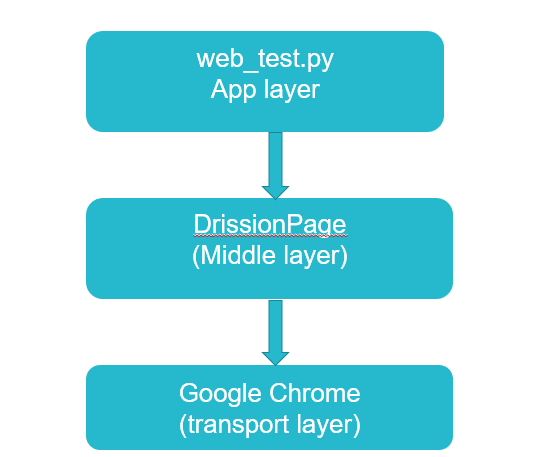 web_test.py
App layer
DrissionPage
(Middle layer)
Google Chrome
(transport layer)